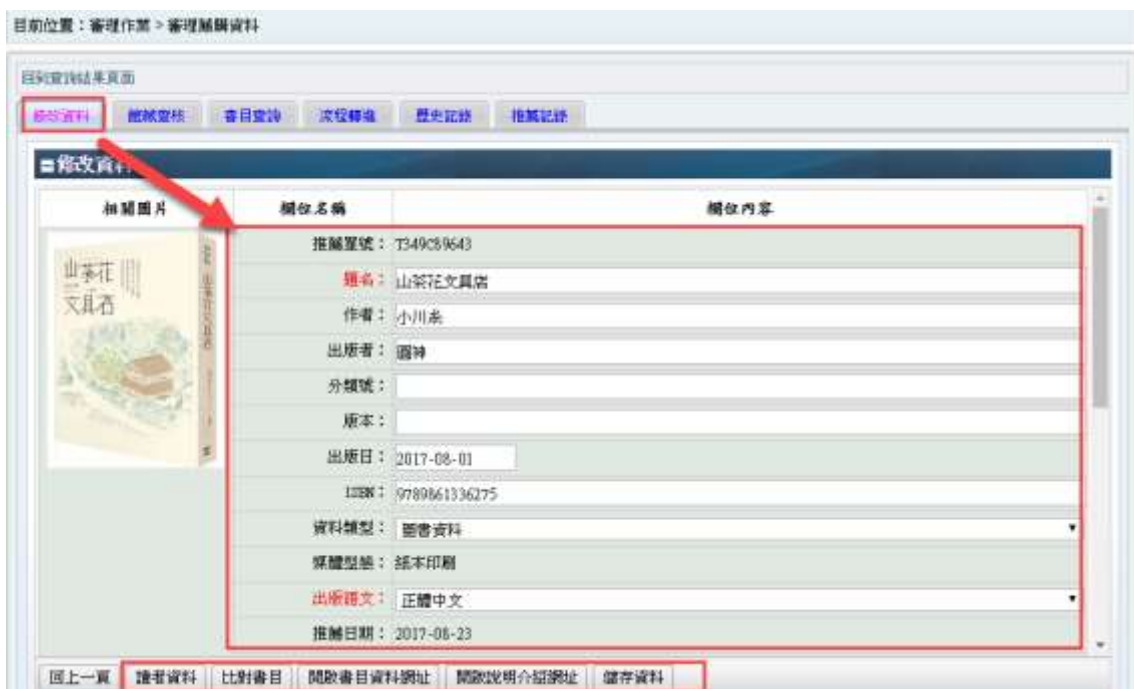 目前位置：審理作業 > 審理薦購資料
回到查詢結果頁面
修改資料 館藏查核 書目查詢 流程轉進 歷史記錄 推薦記錄
修改資料
相關圖片 欄位名稱 欄位內容
山茶花文具店
山茶花文具店
推薦單號： T349C89643
題名： 山茶花文具店
作者： 小川糸
出版者： 圓神
分類號：
版本：
出版日： 2017-08-01
ISBN： 9789861336275
資料類型： 圖書資料
媒體型態： 紙本印刷
出版語文： 正體中文
推薦日期： 2017-08-23
回上一頁 讀者資料 比對書目 開啟書目資料網址 開啟說明介紹網址 儲存資料